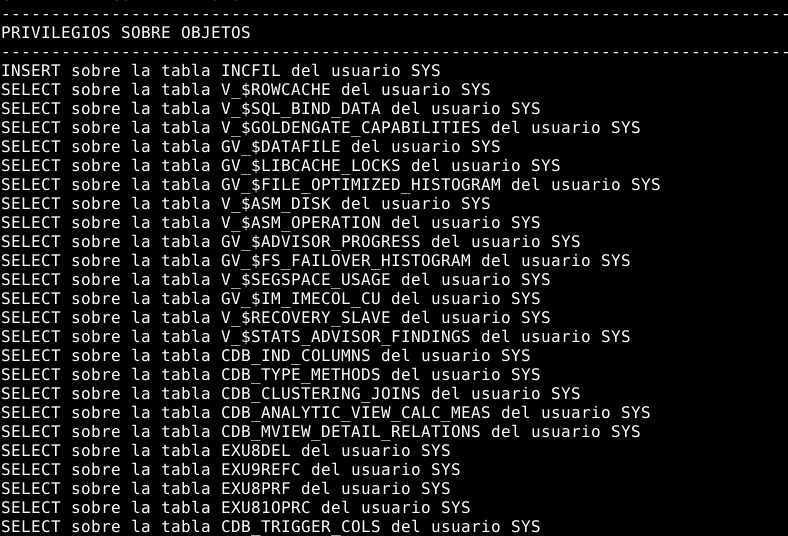 --------------------------------------------------------------------------------
PRIVILEGIOS SOBRE OBJETOS
--------------------------------------------------------------------------------
INSERT sobre la tabla INCFIL del usuario SYS
SELECT sobre la tabla V_$ROWCACHE del usuario SYS
SELECT sobre la tabla V_$SQL_BIND_DATA del usuario SYS
SELECT sobre la tabla V_$GOLDENGATE_CAPABILITIES del usuario SYS
SELECT sobre la tabla GV_$DATAFILE del usuario SYS
SELECT sobre la tabla GV_$LIBCACHE_LOCKS del usuario SYS
SELECT sobre la tabla GV_$FILE_OPTIMIZED_HISTOGRAM del usuario SYS
SELECT sobre la tabla V_$ASM_DISK del usuario SYS
SELECT sobre la tabla V_$ASM_OPERATION del usuario SYS
SELECT sobre la tabla GV_$ADVISOR_PROGRESS del usuario SYS
SELECT sobre la tabla GV_$FS_FAILOVER_HISTOGRAM del usuario SYS
SELECT sobre la tabla V_$SEGSPACE_USAGE del usuario SYS
SELECT sobre la tabla GV_$IM_IMECOL_CU del usuario SYS
SELECT sobre la tabla V_$RECOVERY_SLAVE del usuario SYS
SELECT sobre la tabla V_$STATS_ADVISOR_FINDINGS del usuario SYS
SELECT sobre la tabla CDB_IND_COLUMNS del usuario SYS
SELECT sobre la tabla CDB_TYPE_METHODS del usuario SYS
SELECT sobre la tabla CDB_CLUSTERING_JOINS del usuario SYS
SELECT sobre la tabla CDB_ANALYTIC_VIEW_CALC_MEAS del usuario SYS
SELECT sobre la tabla CDB_MVIEW_DETAIL_RELATIONS del usuario SYS
SELECT sobre la tabla EXU8DEL del usuario SYS
SELECT sobre la tabla EXU9REFC del usuario SYS
SELECT sobre la tabla EXU8PRF del usuario SYS
SELECT sobre la tabla EXU81OPRC del usuario SYS
SELECT sobre la tabla CDB_TRIGGER_COLS del usuario SYS